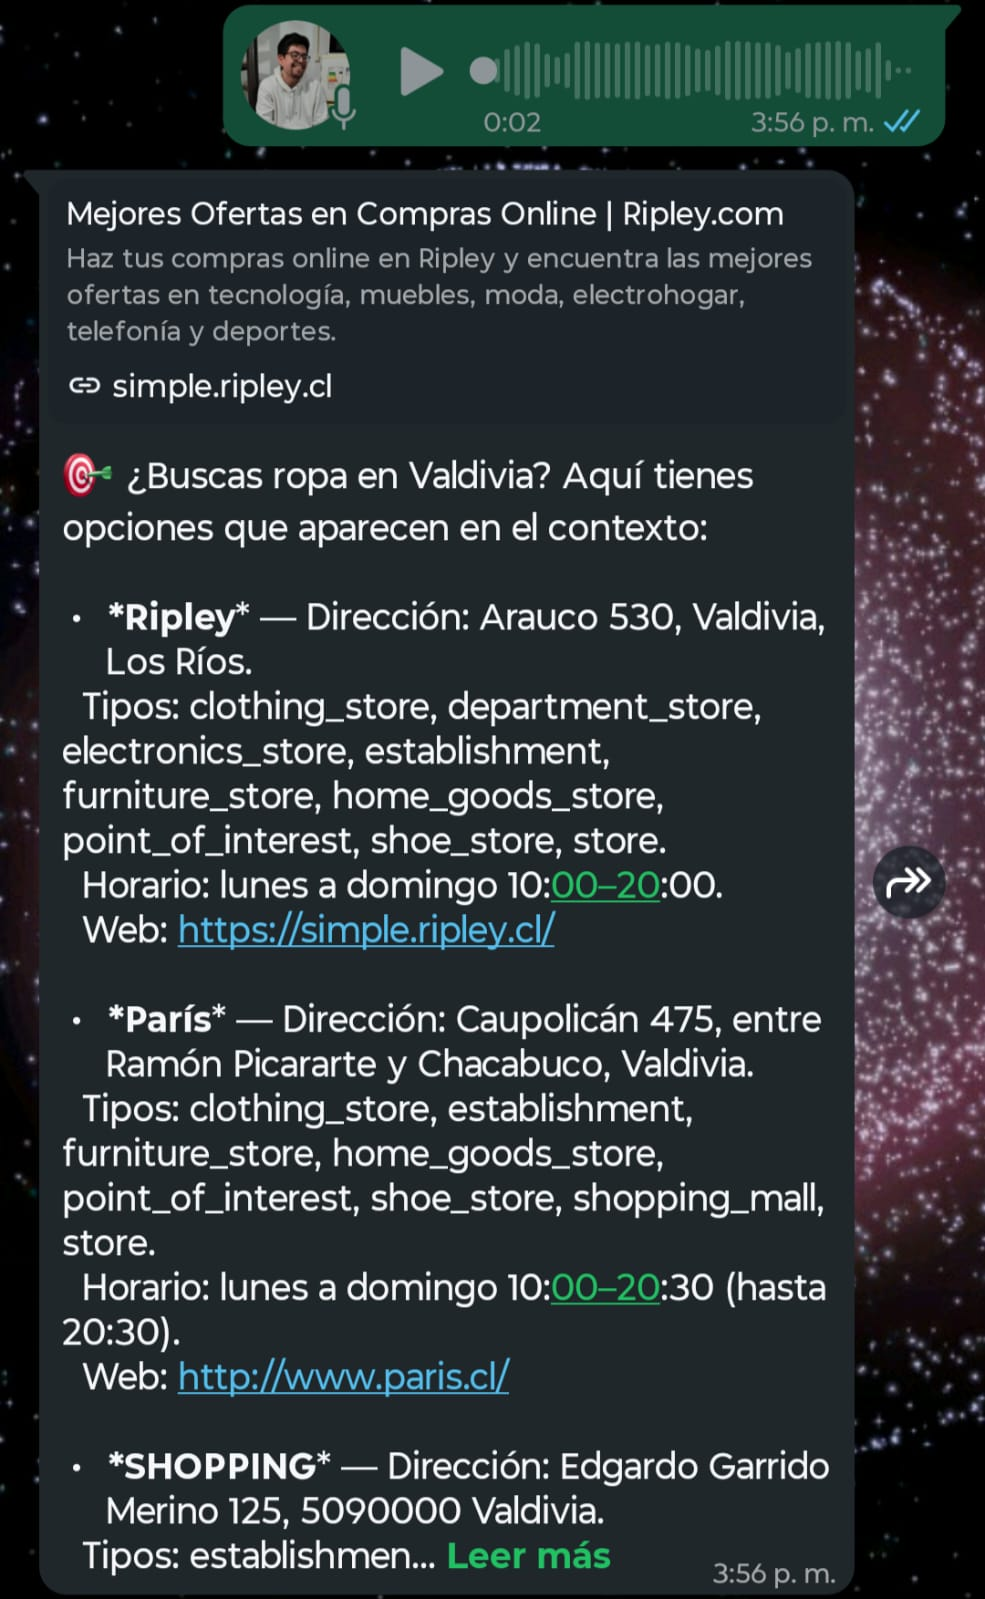 0:02
3:56 p. m.
Mejores Ofertas en Compras Online | Ripley.com
Haz tus compras online en Ripley y encuentra las mejores
ofertas en tecnología, muebles, moda, electrohogar,
telefonía y deportes.
simple.ripley.cl
🎯 ¿Buscas ropa en Valdivia? Aquí tienes
opciones que aparecen en el contexto:
• *Ripley* — Dirección: Arauco 530, Valdivia,
Los Ríos.
Tipos: clothing_store, department_store,
electronics_store, establishment,
furniture_store, home_goods_store,
point_of_interest, shoe_store, store.
Horario: lunes a domingo 10:00–20:00.
Web: https://simple.ripley.cl/
• *París* — Dirección: Caupolicán 475, entre
Ramón Picararte y Chacabuco, Valdivia.
Tipos: clothing_store, establishment,
furniture_store, home_goods_store,
point_of_interest, shoe_store, shopping_mall,
store.
Horario: lunes a domingo 10:00–20:30 (hasta
20:30).
Web: http://www.paris.cl/
• *SHOPPING* — Dirección: Edgardo Garrido
Merino 125, 5090000 Valdivia.
Tipos: establishmen... Leer más
3:56 p. m.